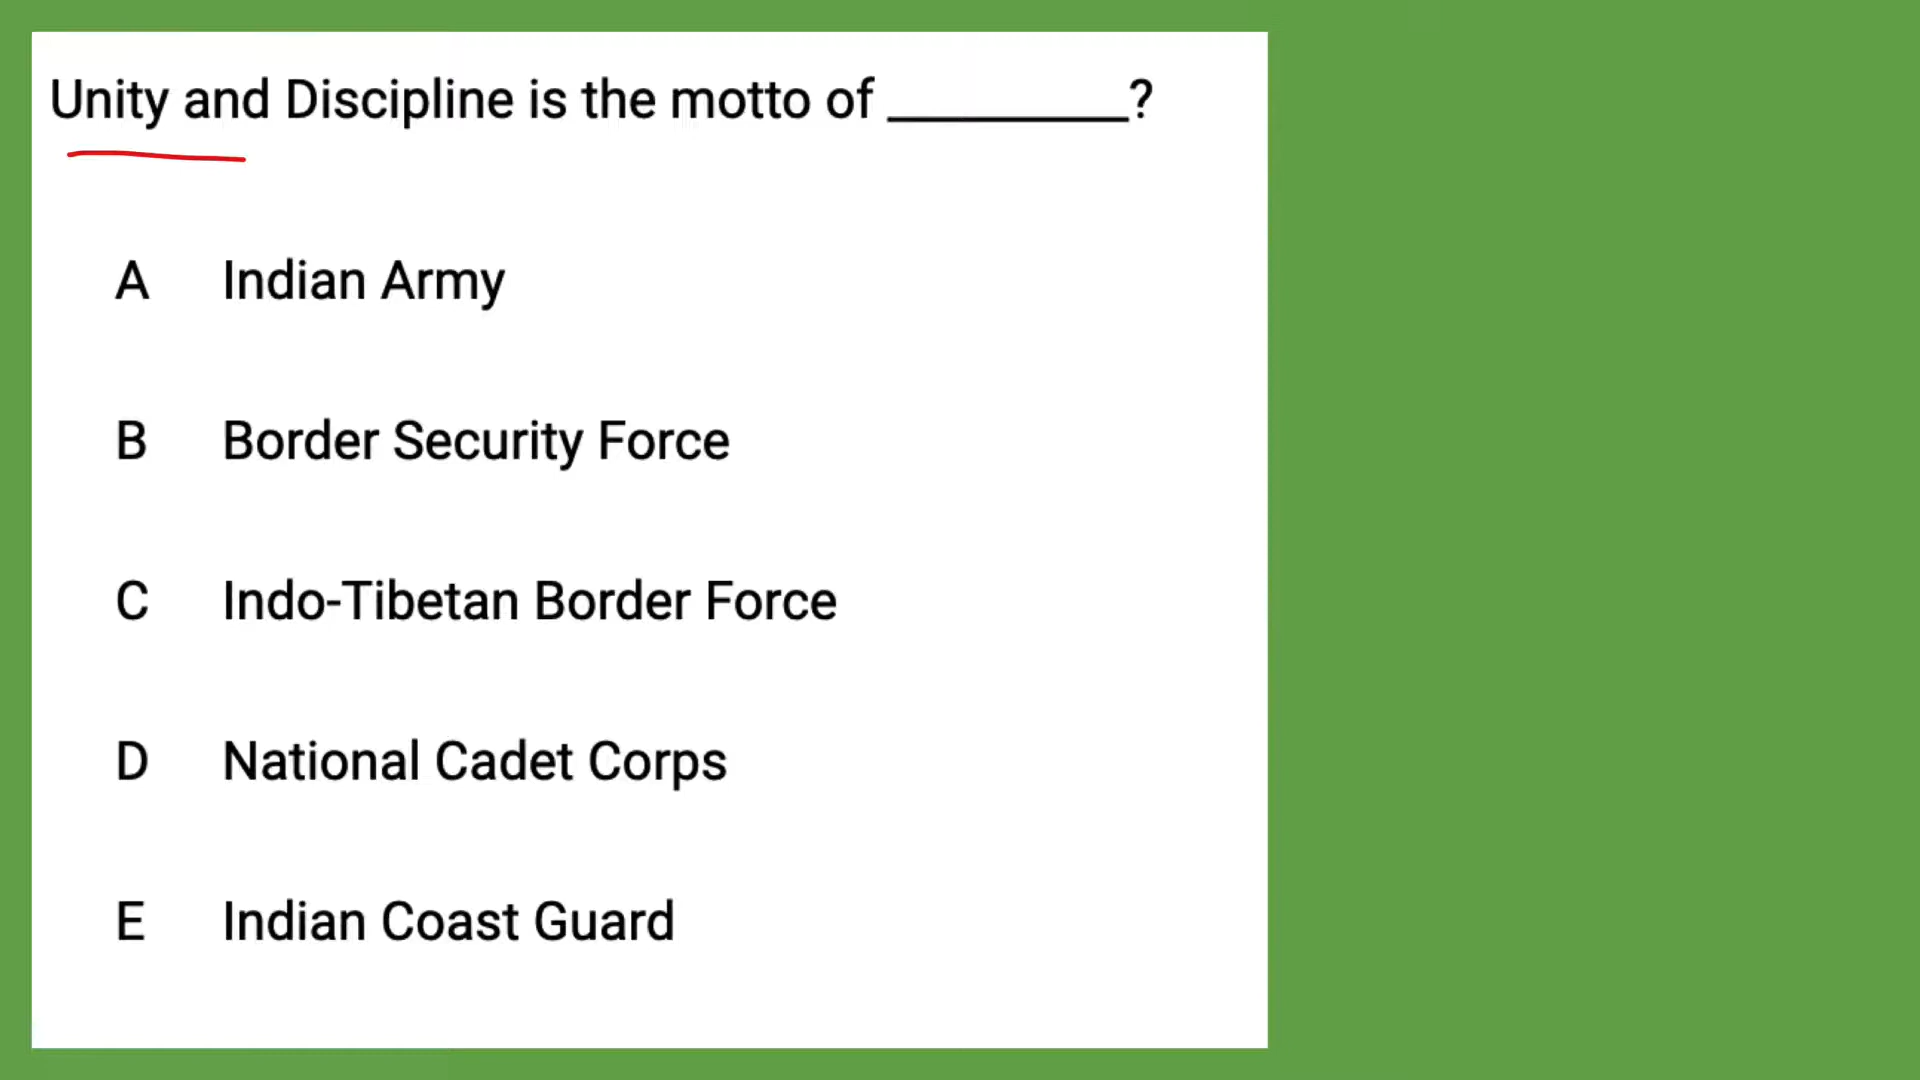 Unity and Discipline is the motto of _________?
A Indian Army
B Border Security Force
C Indo-Tibetan Border Force
D National Cadet Corps
E Indian Coast Guard